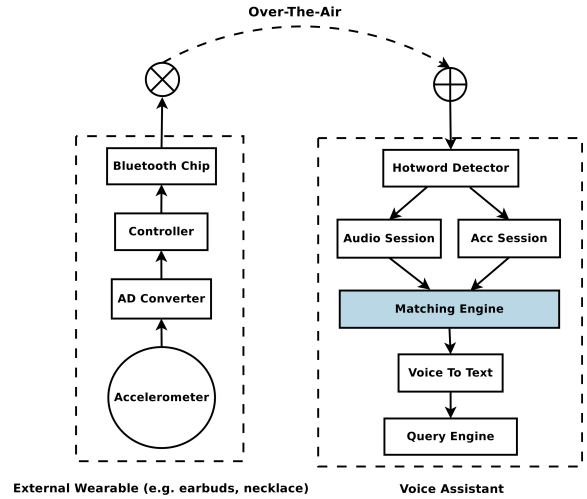 Over-The-Air
Bluetooth Chip
Controller
AD Converter
Accelerometer
External Wearable (e.g. earbuds, necklace)
Hotword Detector
Audio Session
Acc Session
Matching Engine
Voice To Text
Query Engine
Voice Assistant